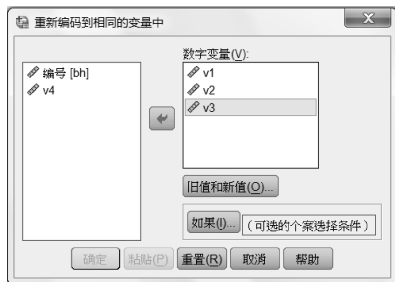 重新编码到相同的变量中
X
数字变量(V):
编号 [bh]
v4
v1
v2
v3
旧值和新值(O)...
如果(I)...
(可选的个案选择条件)
确定
粘贴(P)
重置(R)
取消
帮助